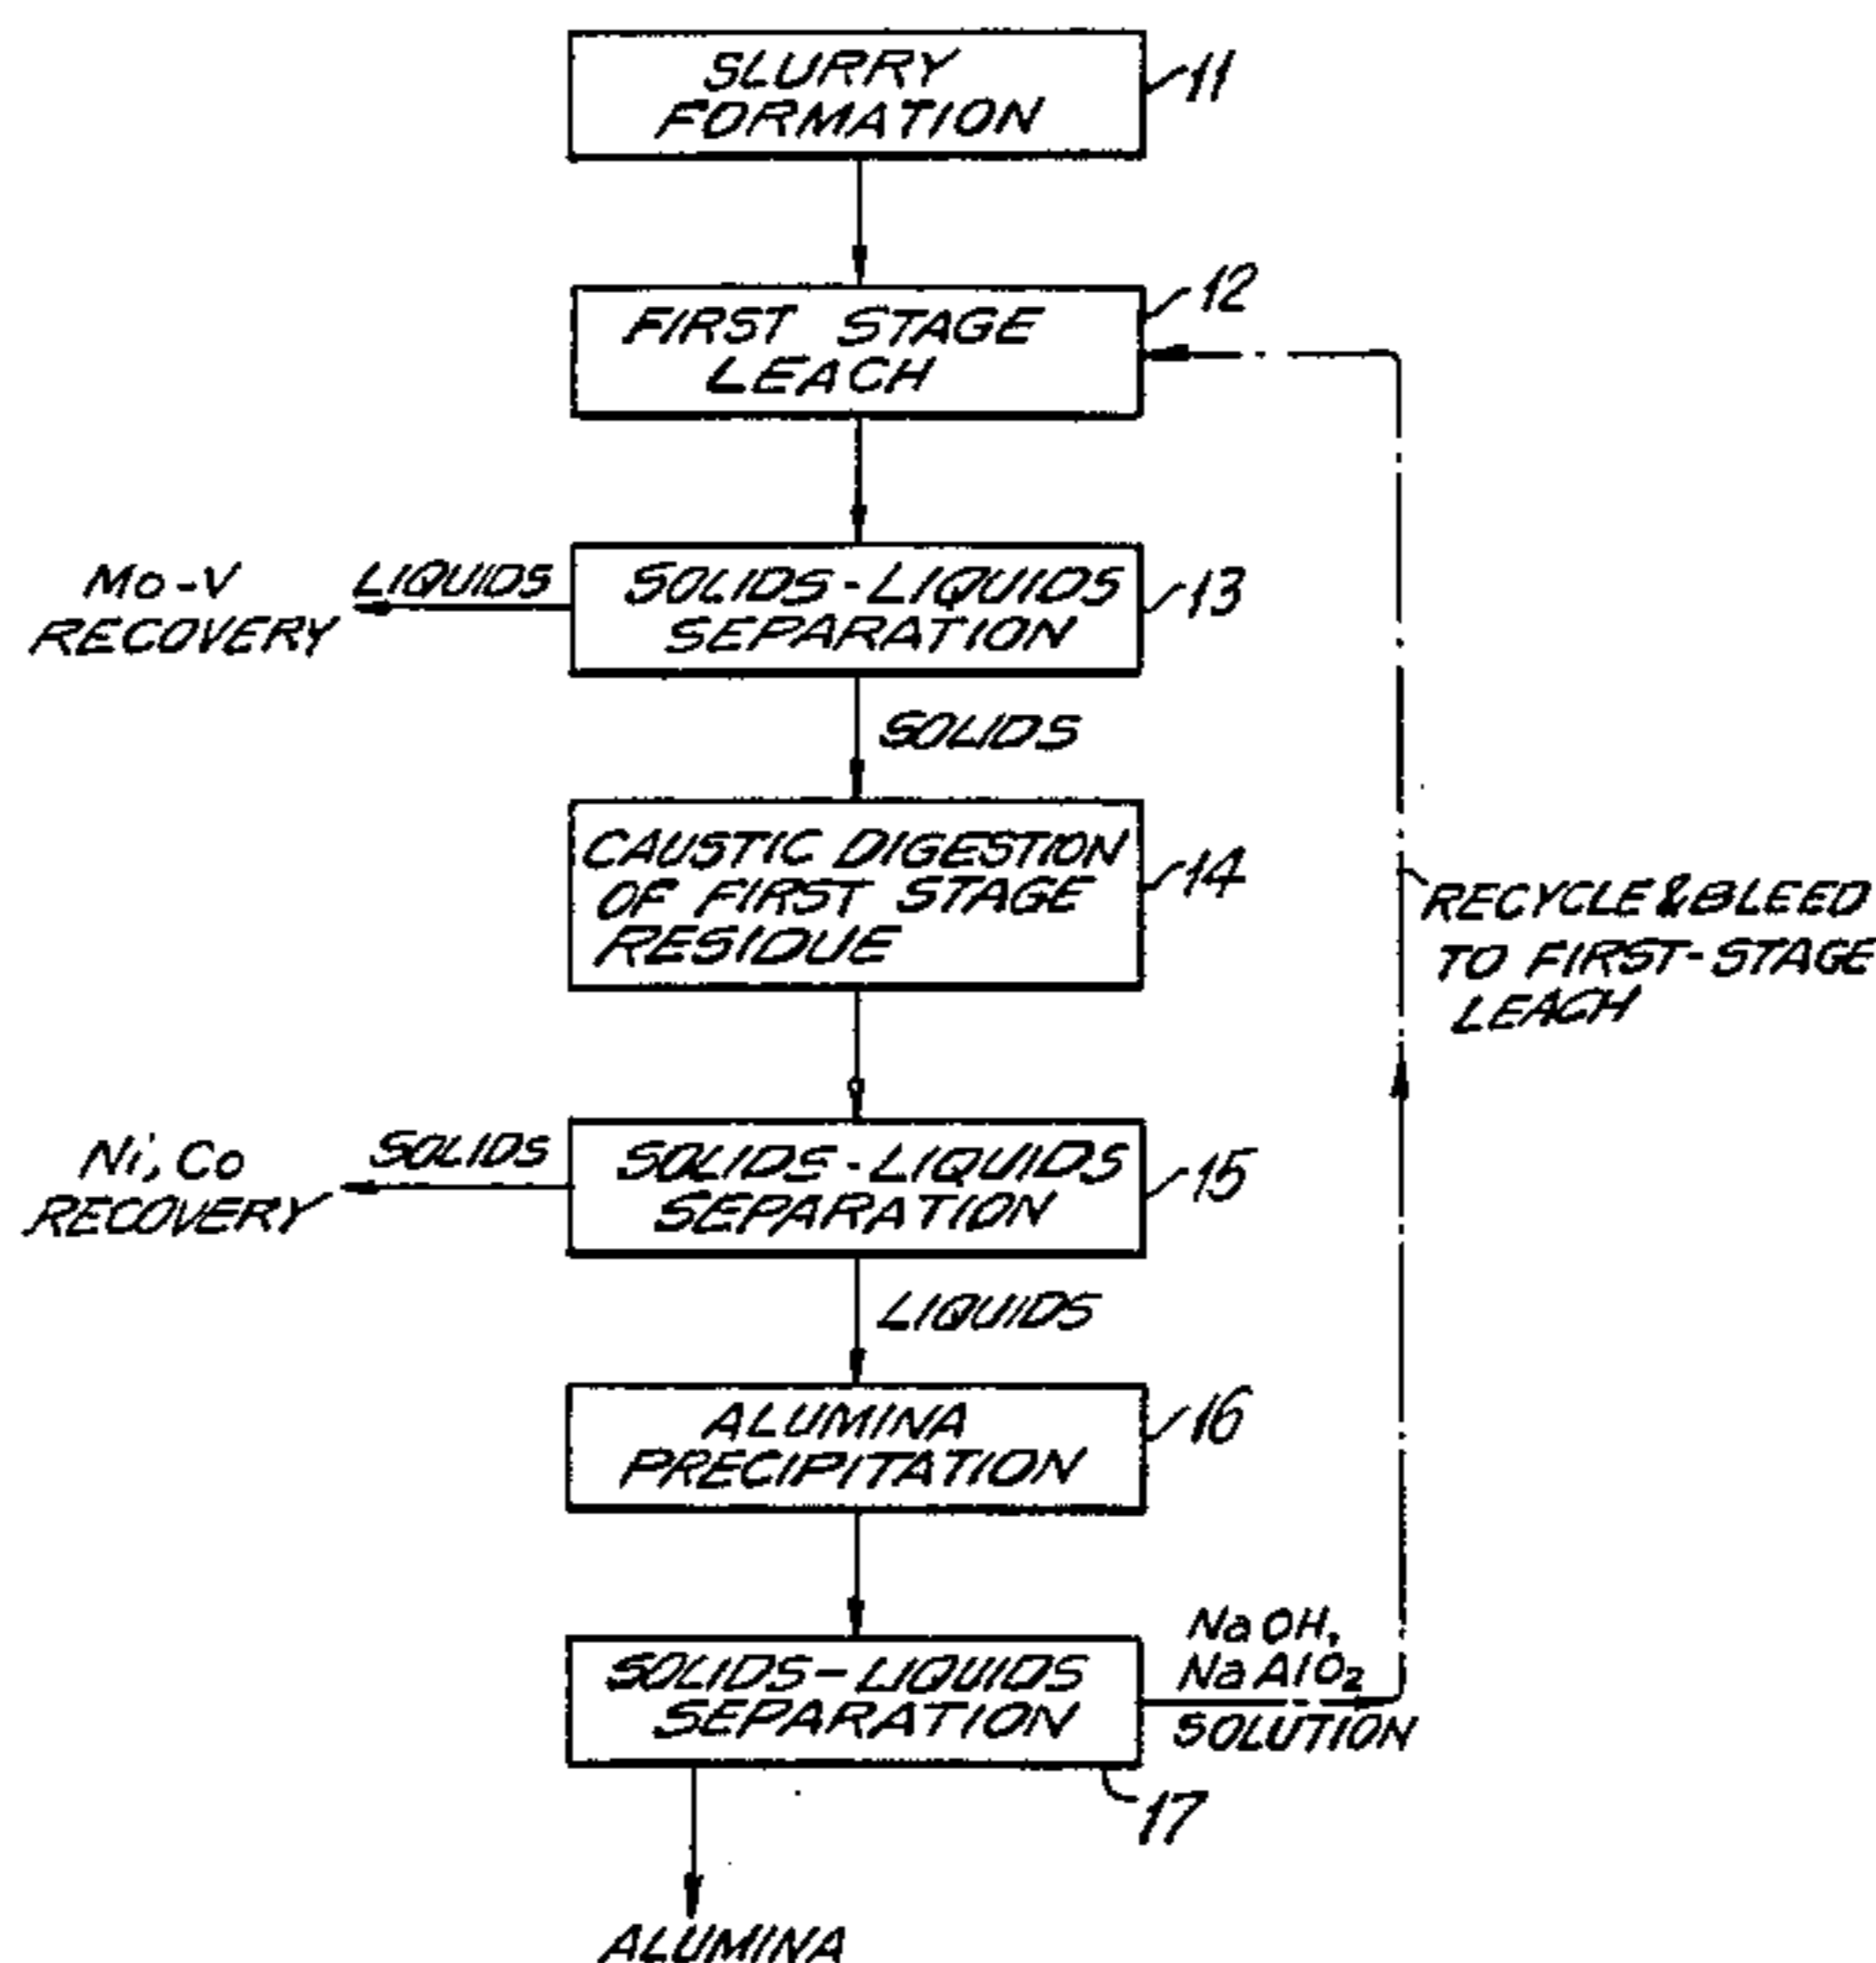 SLURRY
FORMATION
11
FIRST STAGE
LEACH
12
Mo-V
RECOVERY
LIQUIDS
SOLIDS-LIQUIDS
SEPARATION
13
SOLIDS
CAUSTIC DIGESTION
OF FIRST STAGE
RESIDUE
14
RECYCLE & BLEED
TO FIRST-STAGE
LEACH
Ni, Co
RECOVERY
SOLIDS
SOLIDS-LIQUIDS
SEPARATION
15
LIQUIDS
ALUMINA
PRECIPITATION
16
SOLIDS-LIQUIDS
SEPARATION
NaOH,
NaAlO₂
SOLUTION
17
ALUMINA